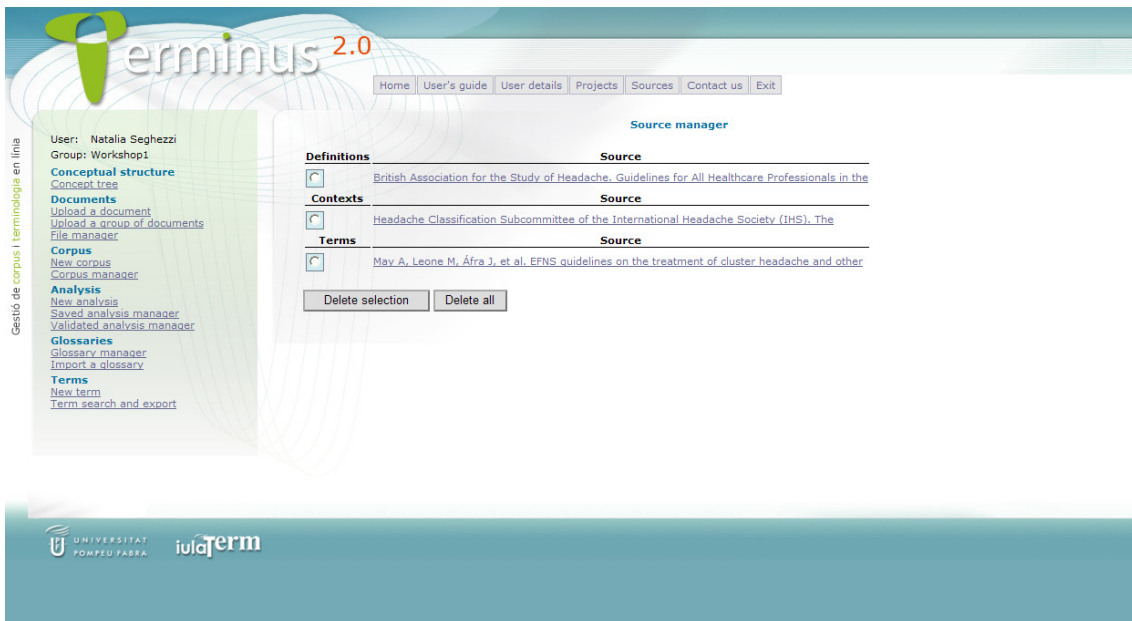 Terminus 2.0
Home User's guide User details Projects Sources Contact us Exit
Gestió de corpus i terminologia en línia
User: Natalia Seghezzi
Group: Workshop1
Conceptual structure
Concept tree
Documents
Upload a document
Upload a group of documents
File manager
Corpus
New corpus
Corpus manager
Analysis
New analysis
Saved analysis manager
Validated analysis manager
Glossaries
Glossary manager
Import a glossary
Terms
New term
Term search and export
Source manager
Definitions Source
British Association for the Study of Headache. Guidelines for All Healthcare Professionals in the
Contexts Source
Headache Classification Subcommittee of the International Headache Society (IHS). The
Terms Source
May A, Leone M, Áfra J, et al. EFNS guidelines on the treatment of cluster headache and other
Delete selection Delete all
UNIVERSITAT
POMPEU FABRA
iulaTerm